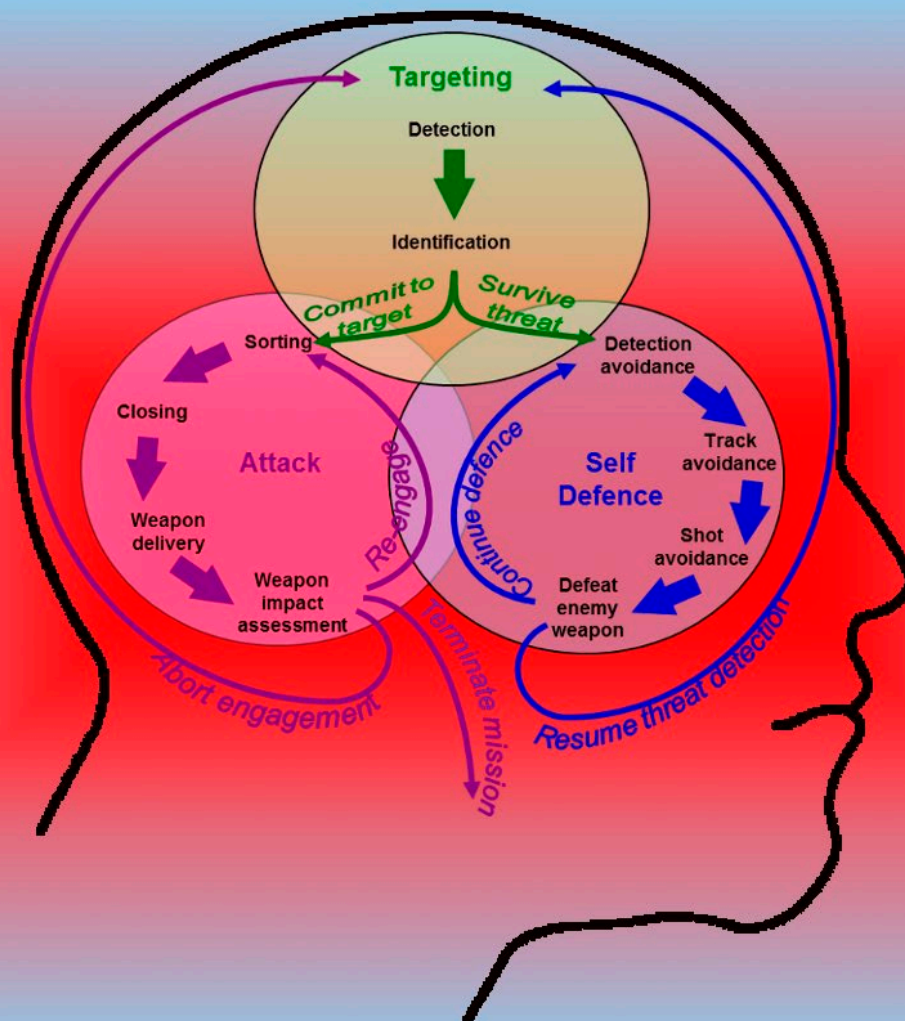 Targeting
Detection
Identification
Commit to
target
Survive
threat
Sorting
Closing
Attack
Weapon
delivery
Weapon
impact
assessment
Re-engage
Abort engagement
Terminate mission
Detection
avoidance
Track
avoidance
Self
Defence
Shot
avoidance
Defeat
enemy
weapon
Continue defence
Resume threat detection